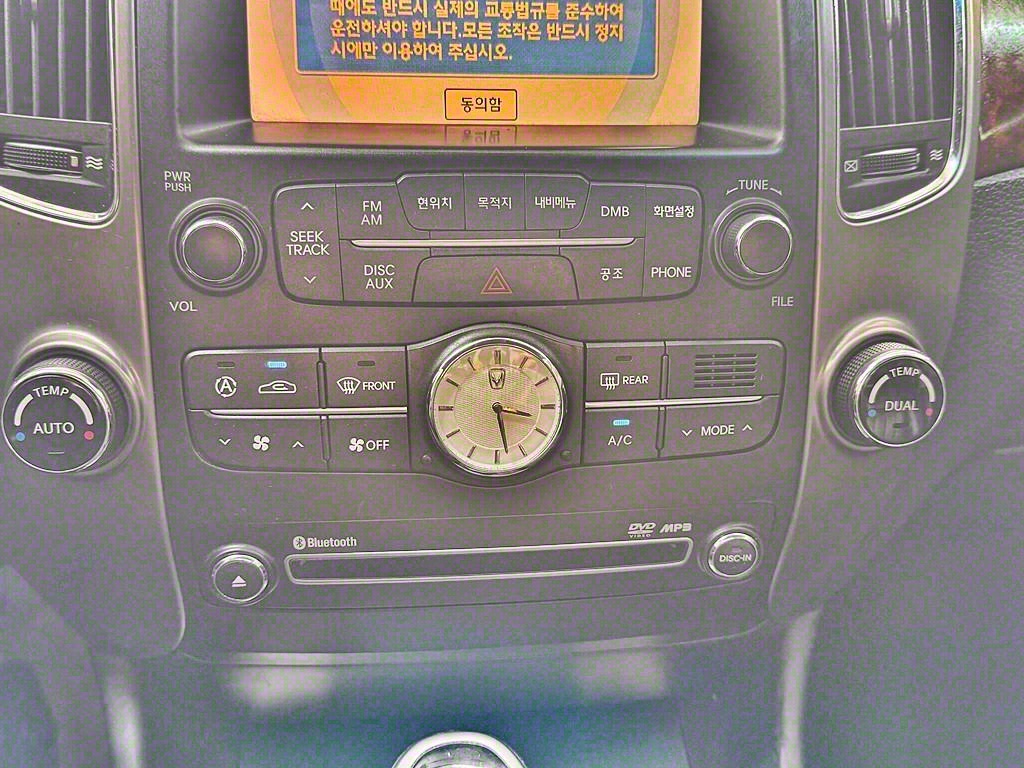 때에도 반드시 실제의 교통법규를 준수하여
운전하셔야 합니다.모든 조작은 반드시 정지
시에만 이용하여 주십시오.
동의함
PWR
PUSH
VOL
SEEK
TRACK
FM
AM
현위치
목적지
내비메뉴
DMB
화면설정
DISC
AUX
공조
PHONE
TUNE
FILE
TEMP
AUTO
A
FRONT
OFF
REAR
A/C
MODE
TEMP
DUAL
Bluetooth
DVD
VIDEO
MP3
DISC-IN